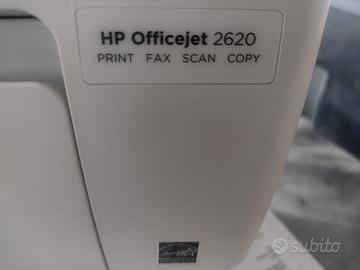 HP Officejet 2620
PRINT FAX SCAN COPY
subito